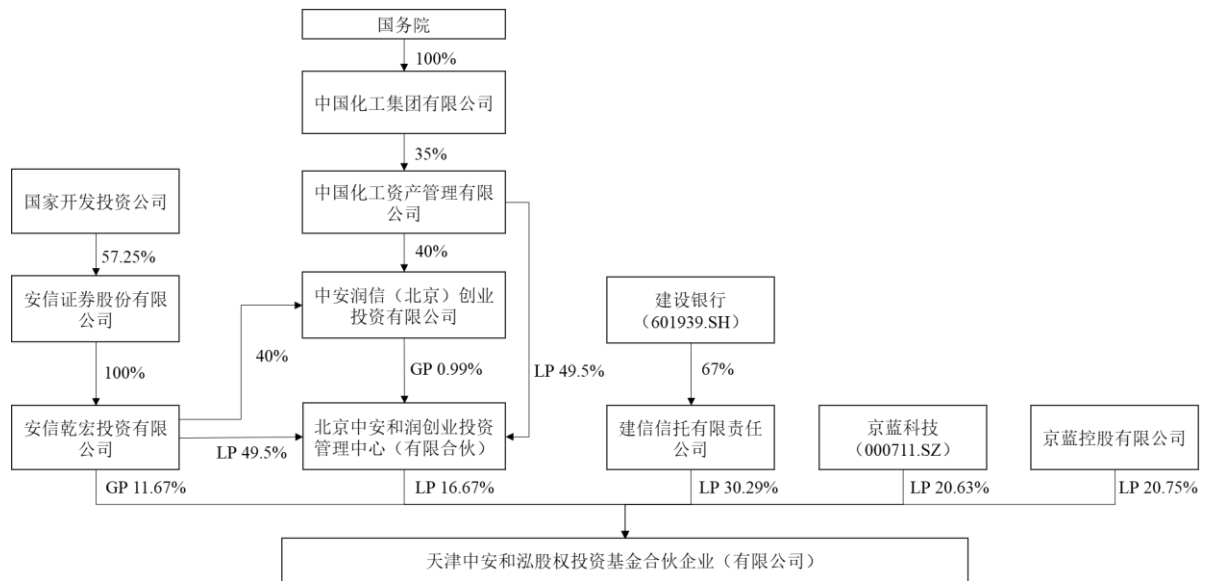 国务院
100%
中国化工集团有限公司
35%
国家开发投资公司
中国化工资产管理有限
公司
57.25%
40%
安信证券股份有限
公司
中安润信（北京）创业
投资有限公司
建设银行
（601939.SH）
100%
40%
GP 0.99%
LP 49.5%
67%
安信乾宏投资有限
公司
LP 49.5%
北京中安和润创业投资
管理中心（有限合伙）
建信信托有限责任
公司
京蓝科技
（000711.SZ）
京蓝控股有限公司
GP 11.67%
LP 16.67%
LP 30.29%
LP 20.63%
LP 20.75%
天津中安和泓股权投资基金合伙企业（有限公司）